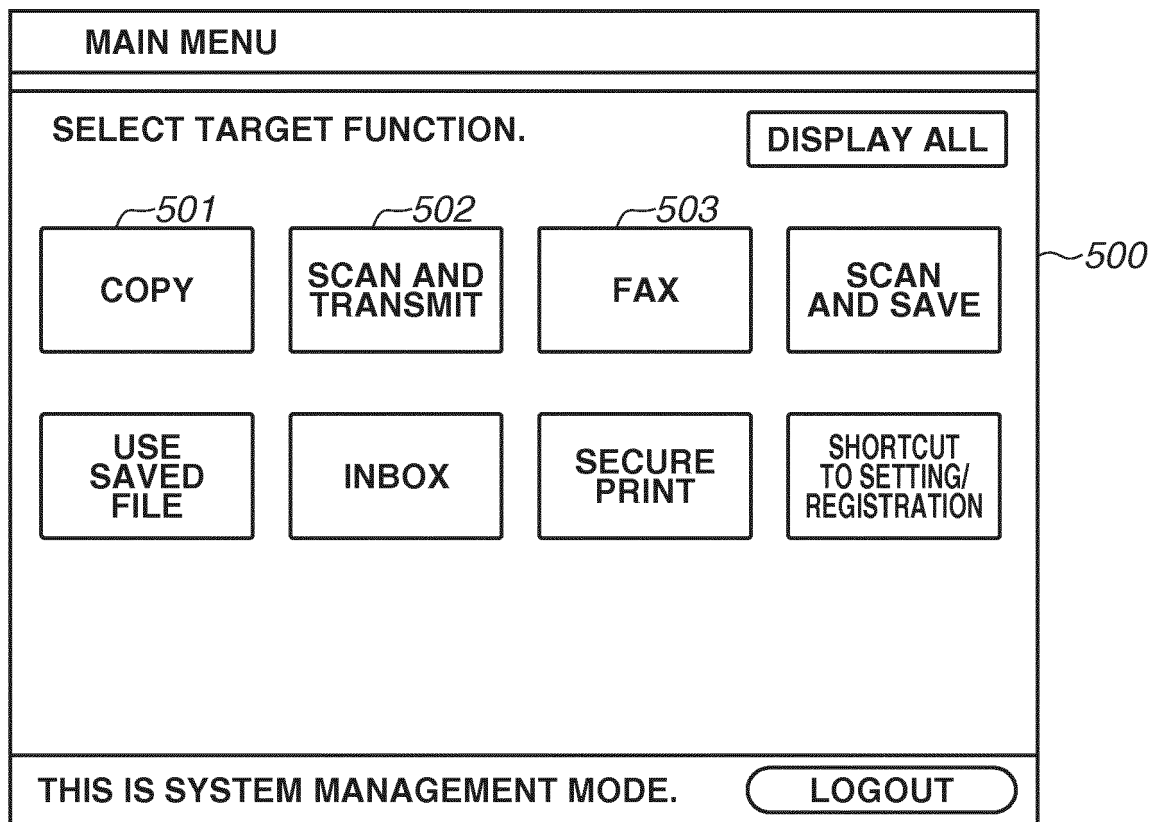 MAIN MENU
SELECT TARGET FUNCTION.
DISPLAY ALL
501
502
503
500
COPY
SCAN AND
TRANSMIT
FAX
SCAN
AND SAVE
USE
SAVED
FILE
INBOX
SECURE
PRINT
SHORTCUT
TO SETTING/
REGISTRATION
THIS IS SYSTEM MANAGEMENT MODE.
LOGOUT